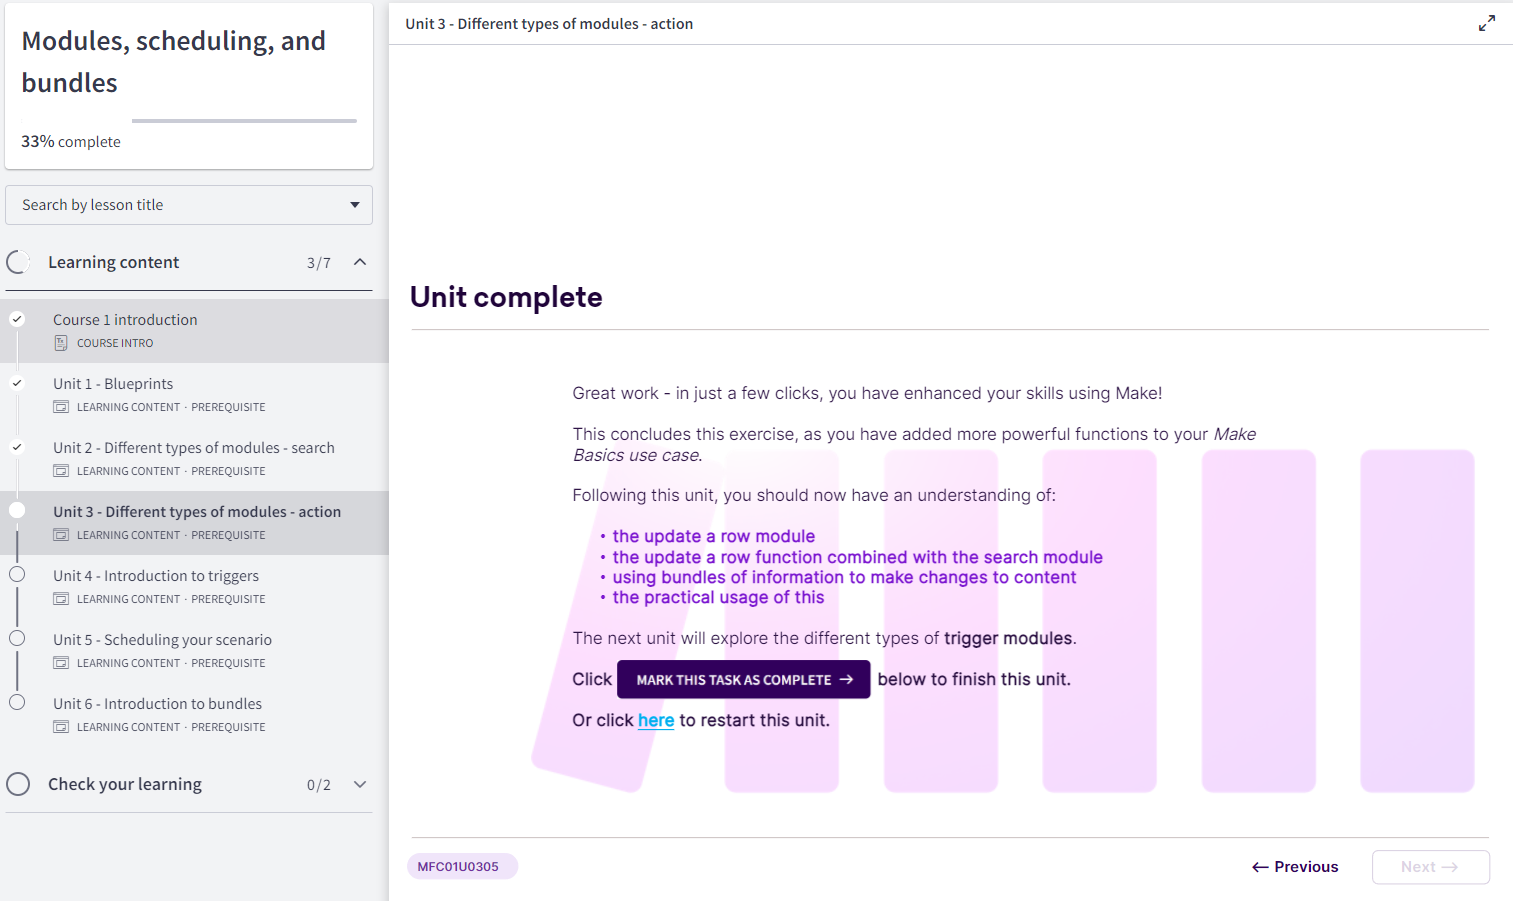 Modules, scheduling, and
bundles
33% complete
Search by lesson title
Learning content 3/7
Course 1 introduction
COURSE INTRO
Unit 1 - Blueprints
LEARNING CONTENT · PREREQUISITE
Unit 2 - Different types of modules - search
LEARNING CONTENT · PREREQUISITE
Unit 3 - Different types of modules - action
LEARNING CONTENT · PREREQUISITE
Unit 4 - Introduction to triggers
LEARNING CONTENT · PREREQUISITE
Unit 5 - Scheduling your scenario
LEARNING CONTENT · PREREQUISITE
Unit 6 - Introduction to bundles
LEARNING CONTENT · PREREQUISITE
Check your learning 0/2
Unit 3 - Different types of modules - action
Unit complete
Great work - in just a few clicks, you have enhanced your skills using Make!
This concludes this exercise, as you have added more powerful functions to your Make
Basics use case.
Following this unit, you should now have an understanding of:
• the update a row module
• the update a row function combined with the search module
• using bundles of information to make changes to content
• the practical usage of this
The next unit will explore the different types of trigger modules.
Click MARK THIS TASK AS COMPLETE → below to finish this unit.
Or click here to restart this unit.
MFC01U0305
← Previous
Next →